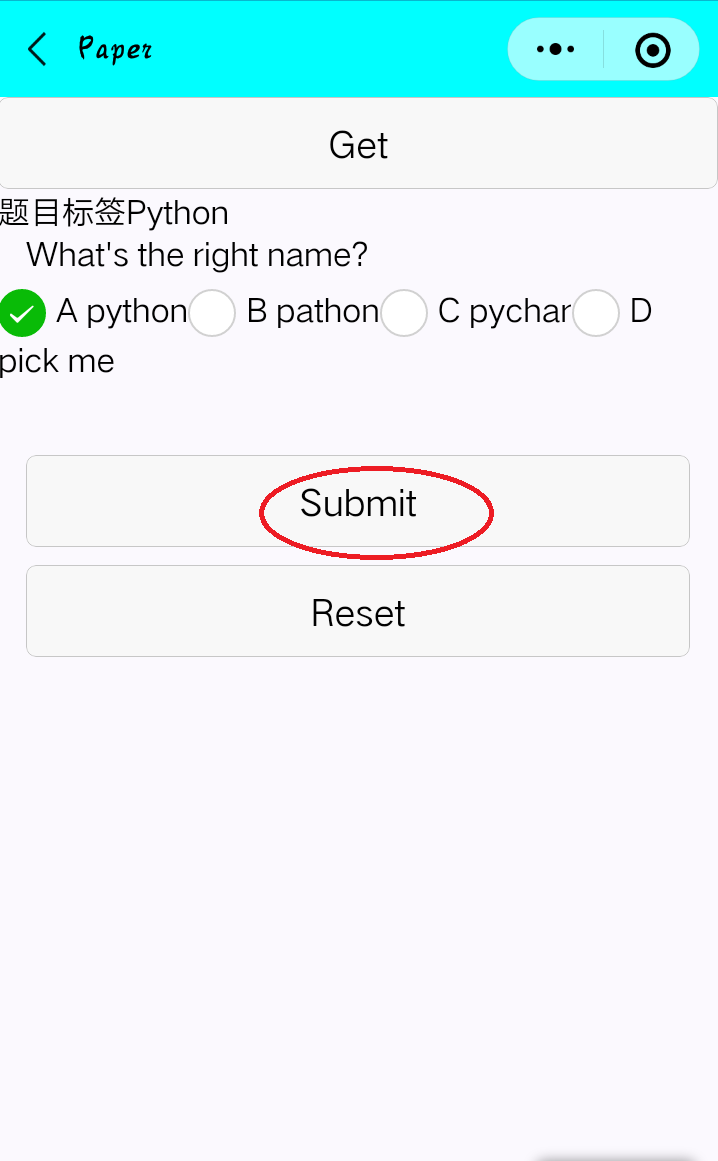 Paper
Get
题目标签Python
What's the right name?
A python B pathon C pychar D
pick me
Submit
Reset